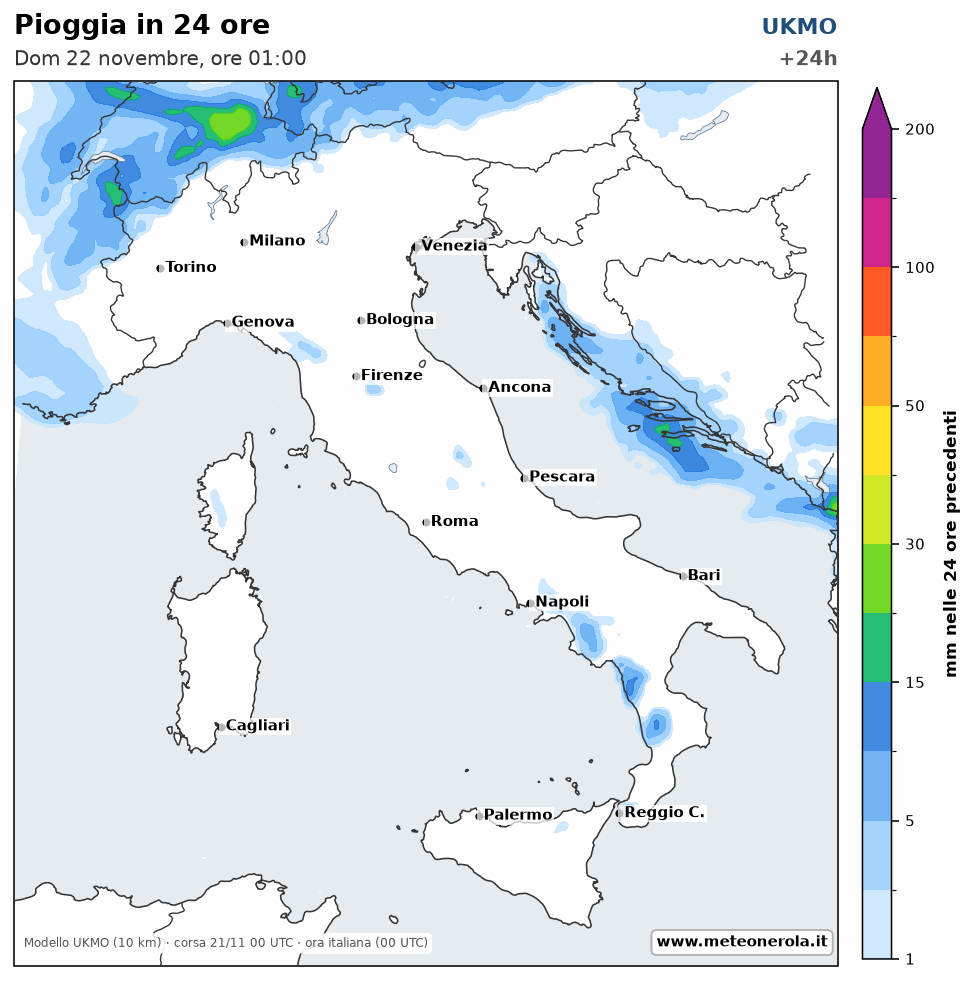 Pioggia in 24 ore
UKMO
Dom 22 novembre, ore 01:00
+24h
Milano
Venezia
Torino
Genova
Bologna
Firenze
Ancona
Pescara
Roma
Bari
Napoli
Cagliari
Palermo
Reggio C.
200
100
50
30
15
5
1
mm nelle 24 ore precedenti
Modello UKMO (10 km) · corsa 21/11 00 UTC · ora italiana (00 UTC)
www.meteonerola.it